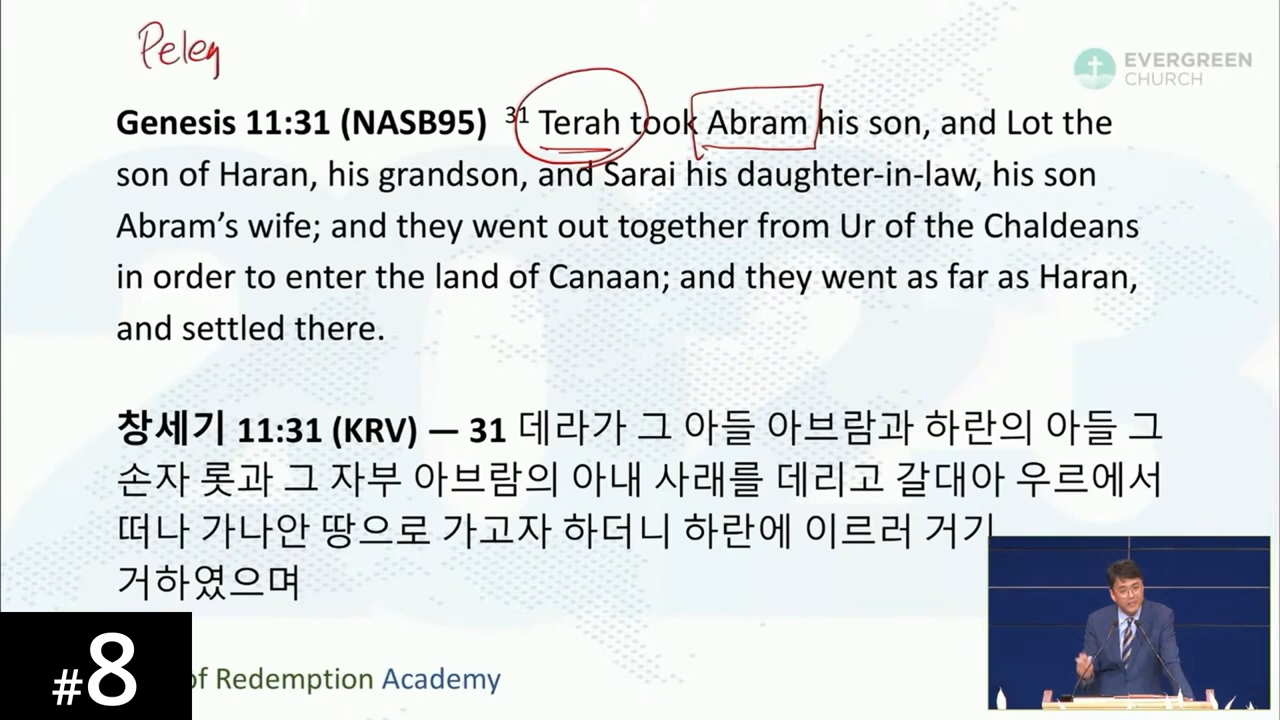 Peleg
EVERGREEN
CHURCH
Genesis 11:31 (NASB95) 31 Terah took Abram his son, and Lot the
son of Haran, his grandson, and Sarai his daughter-in-law, his son
Abram’s wife; and they went out together from Ur of the Chaldeans
in order to enter the land of Canaan; and they went as far as Haran,
and settled there.
창세기 11:31 (KRV) — 31 데라가 그 아들 아브람과 하란의 아들 그
손자 롯과 그 자부 아브람의 아내 사래를 데리고 갈대아 우르에서
떠나 가나안 땅으로 가고자 하더니 하란에 이르러 거기
거하였으며
#8
of Redemption Academy